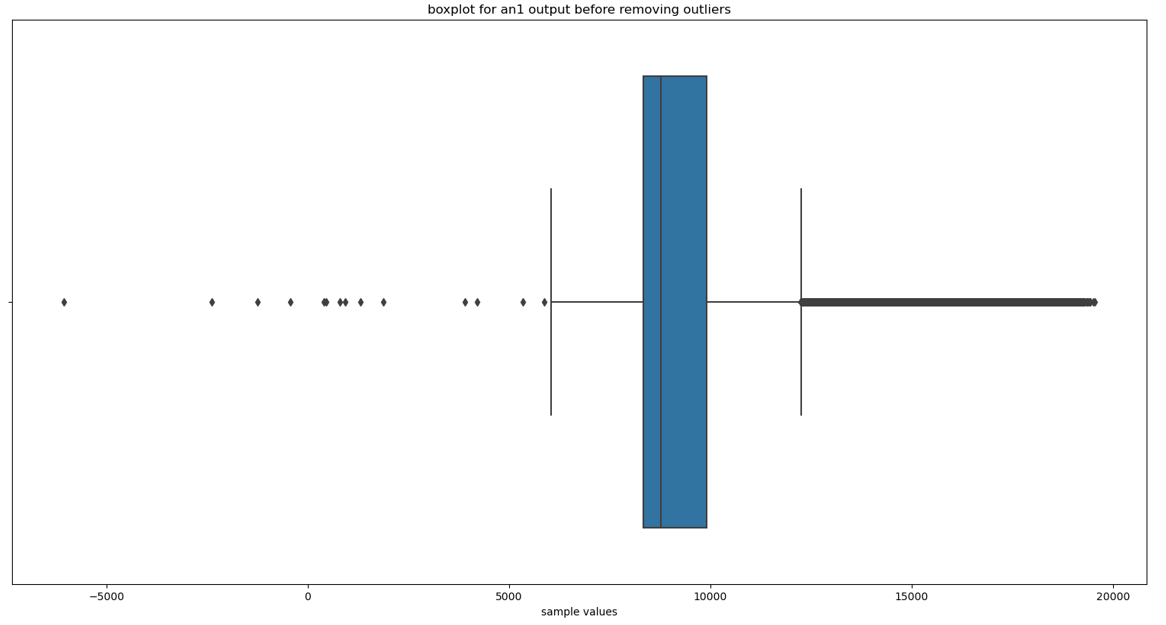 boxplot for an1 output before removing outliers
−5000 0 5000 10000 15000 20000
sample values